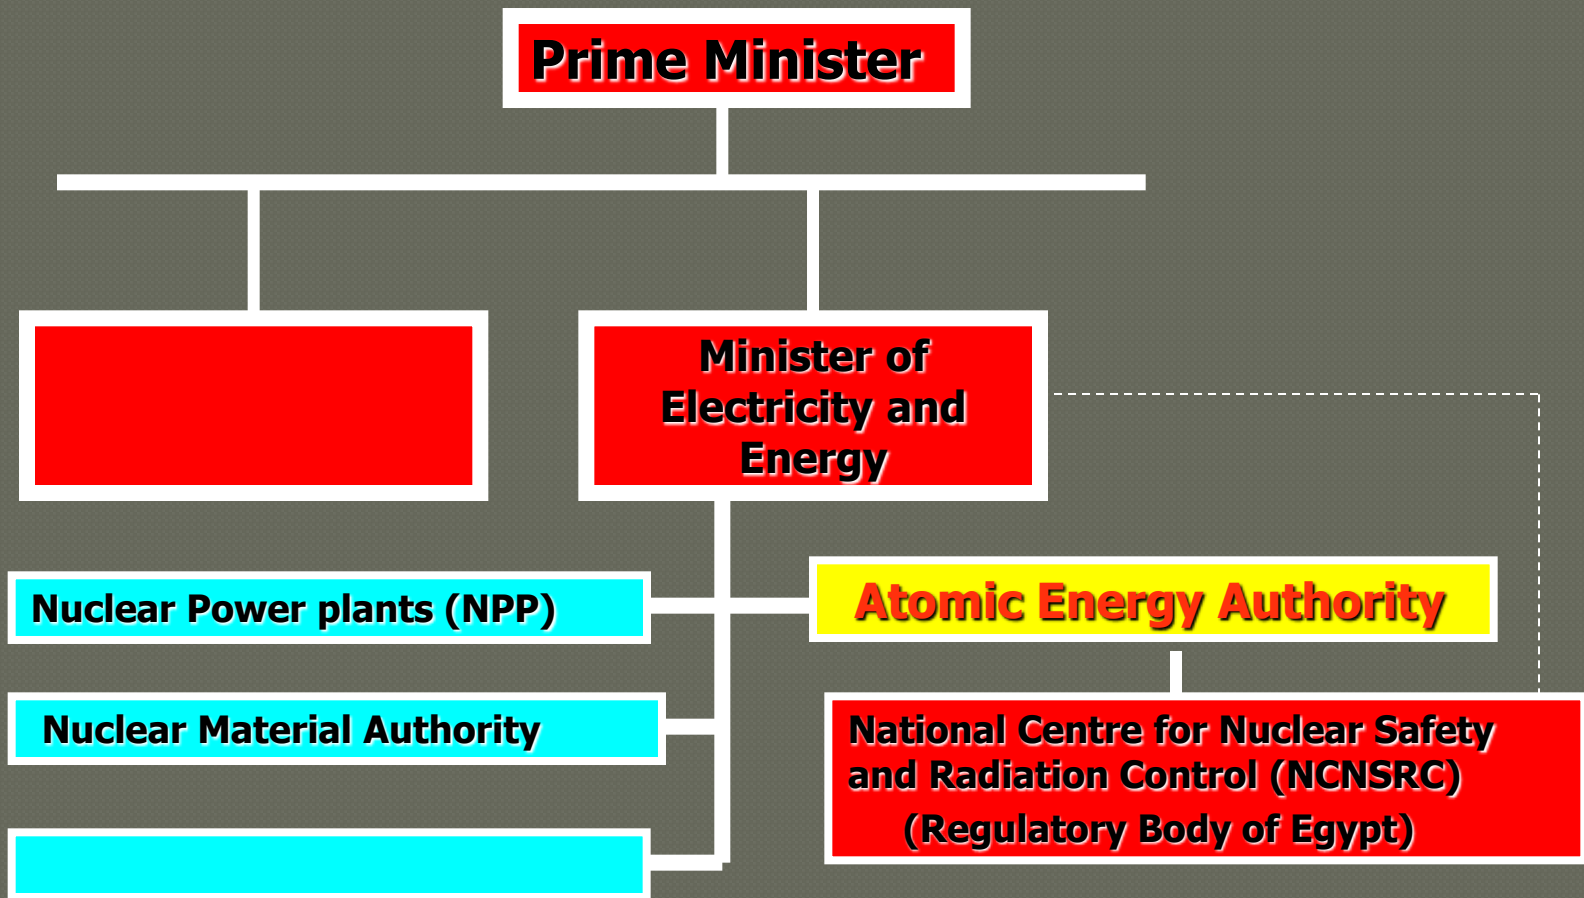 Prime Minister
Minister of
Electricity and
Energy
Nuclear Power plants (NPP)
Atomic Energy Authority
Nuclear Material Authority
National Centre for Nuclear Safety
and Radiation Control (NCNSRC)
(Regulatory Body of Egypt)